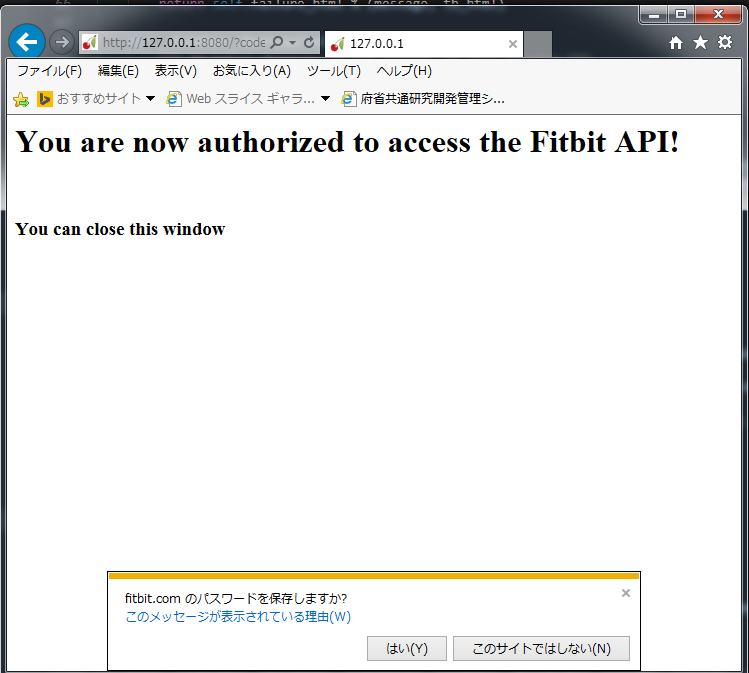 66 return self.failure_html % (message, tb_html)
http://127.0.0.1:8080/?code
127.0.0.1
ファイル(F) 編集(E) 表示(V) お気に入り(A) ツール(T) ヘルプ(H)
おすすめサイト Web スライス ギャラ... 府省共通研究開発管理シ...
You are now authorized to access the Fitbit API!
You can close this window
fitbit.com のパスワードを保存しますか?
このメッセージが表示されている理由(W)
はい(Y) このサイトではしない(N)